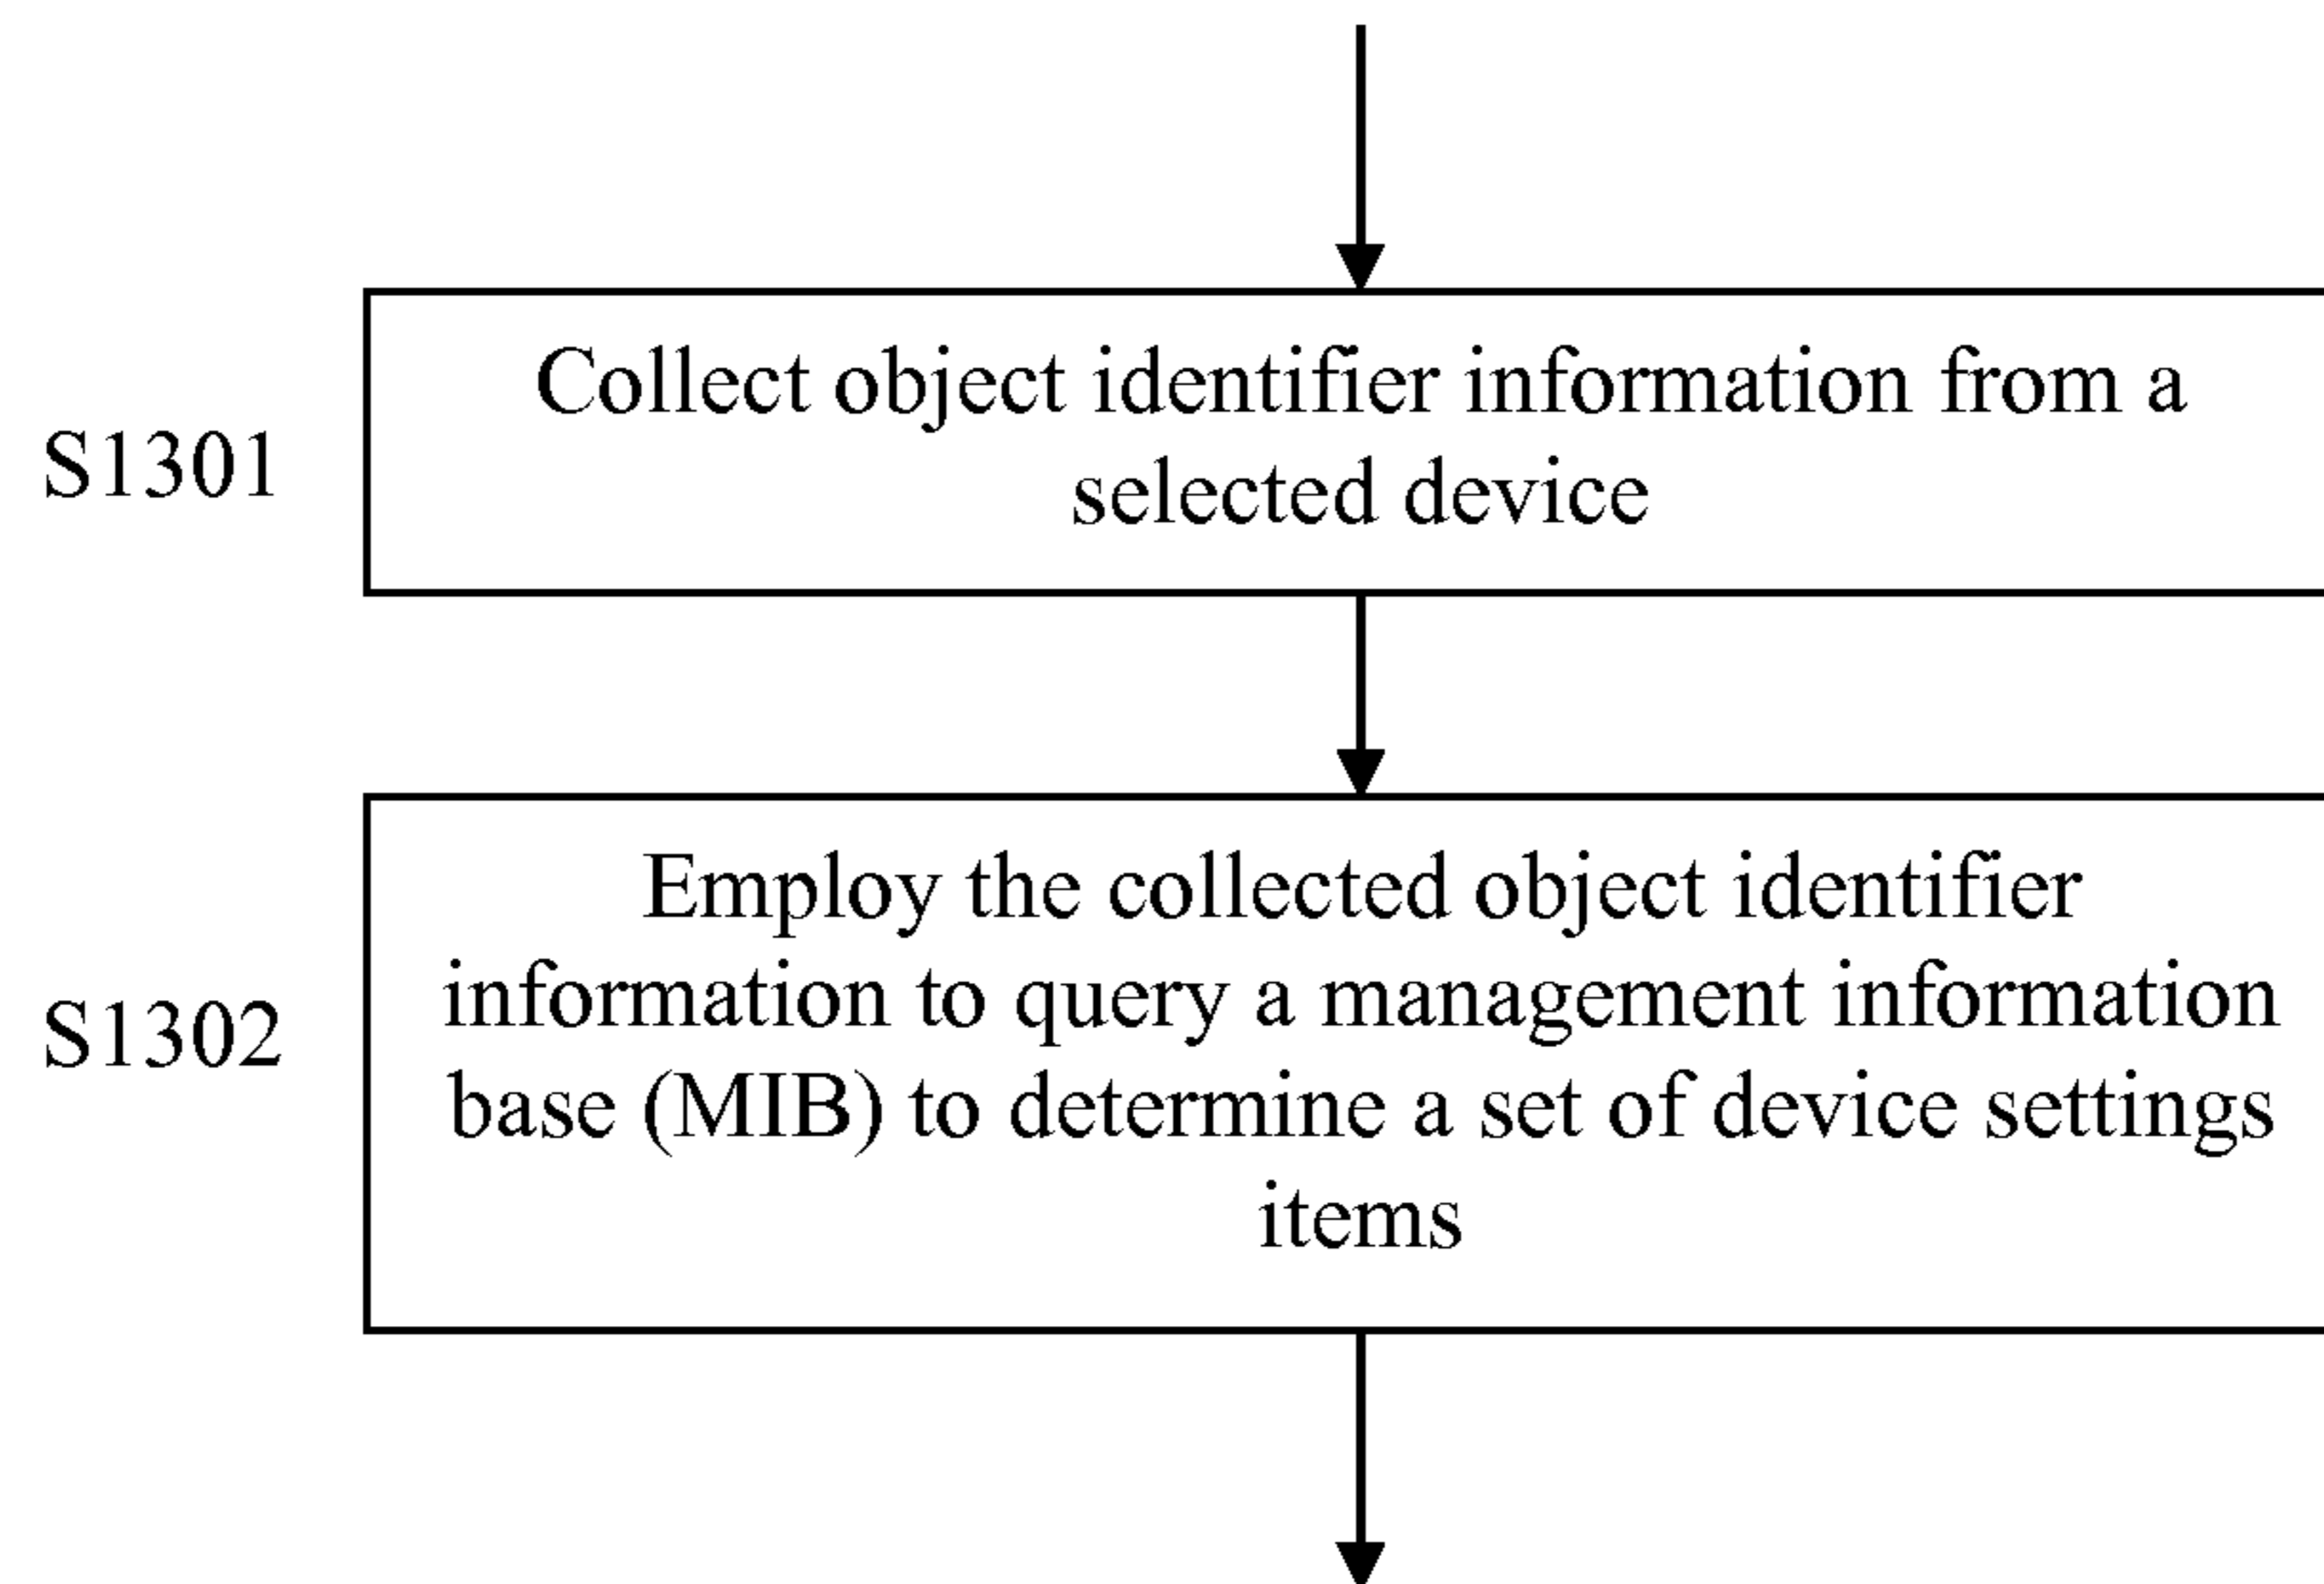 Collect object identifier information from a
S1301
selected device
Employ the collected object identifier
information to query a management information
S1302
base (MIB) to determine a set of device settings
items